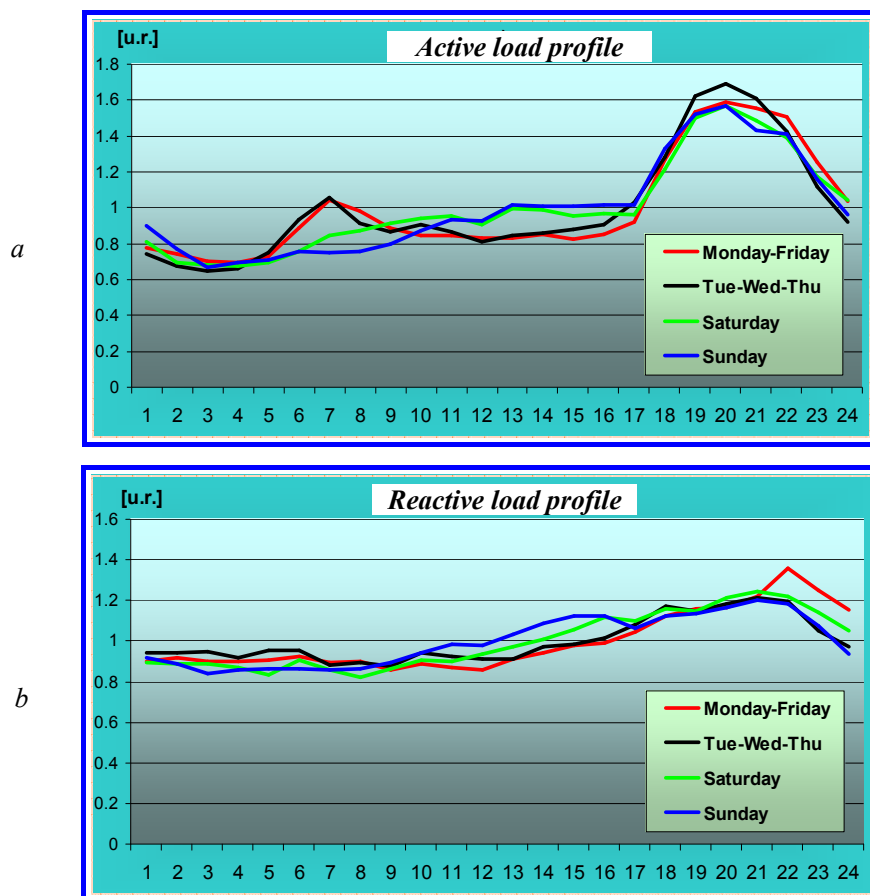 [u.r.]
Active load profile
1.8
1.6
1.4
1.2
1
0.8
0.6
0.4
0.2
0
a
Monday-Friday
Tue-Wed-Thu
Saturday
Sunday
1 2 3 4 5 6 7 8 9 10 11 12 13 14 15 16 17 18 19 20 21 22 23 24
[u.r.]
Reactive load profile
1.6
1.4
1.2
1
0.8
0.6
0.4
0.2
0
b
Monday-Friday
Tue-Wed-Thu
Saturday
Sunday
1 2 3 4 5 6 7 8 9 10 11 12 13 14 15 16 17 18 19 20 21 22 23 24